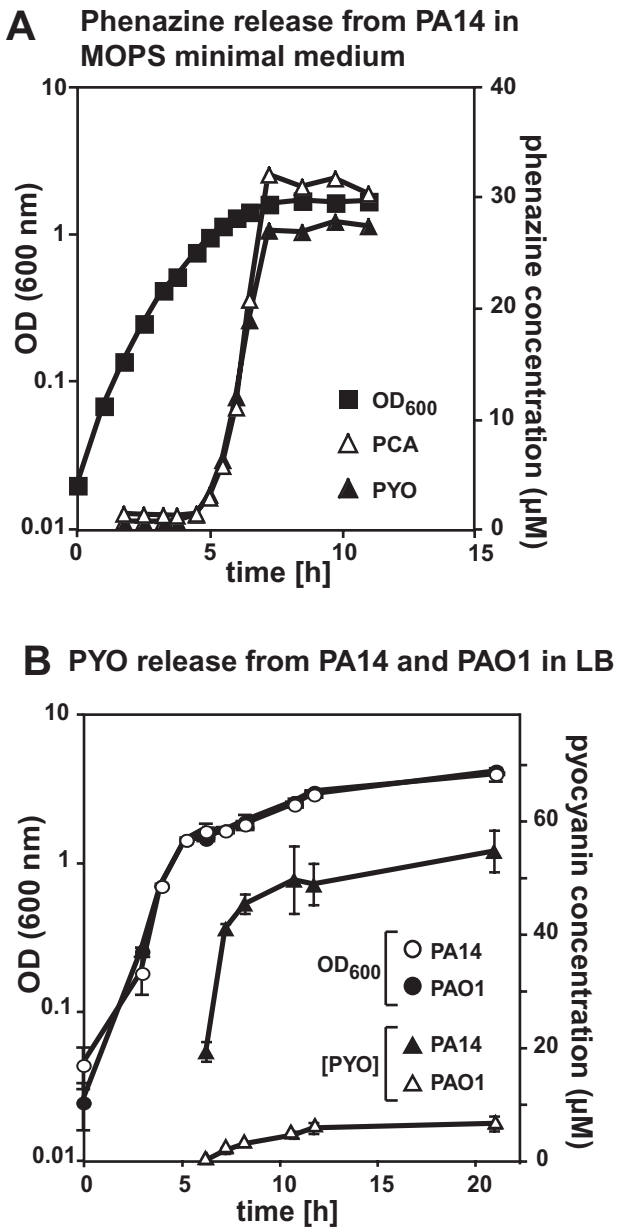 A Phenazine release from PA14 in
MOPS minimal medium
10
1
0.1
0.01
OD (600 nm)
40
30
20
10
0
phenazine concentration (µM)
OD600
PCA
PYO
0 5 10 15
time [h]
B PYO release from PA14 and PAO1 in LB
10
1
0.1
0.01
OD (600 nm)
60
40
20
0
pyocyanin concentration (µM)
OD600
PA14
PAO1
[PYO]
PA14
PAO1
0 5 10 15 20
time [h]